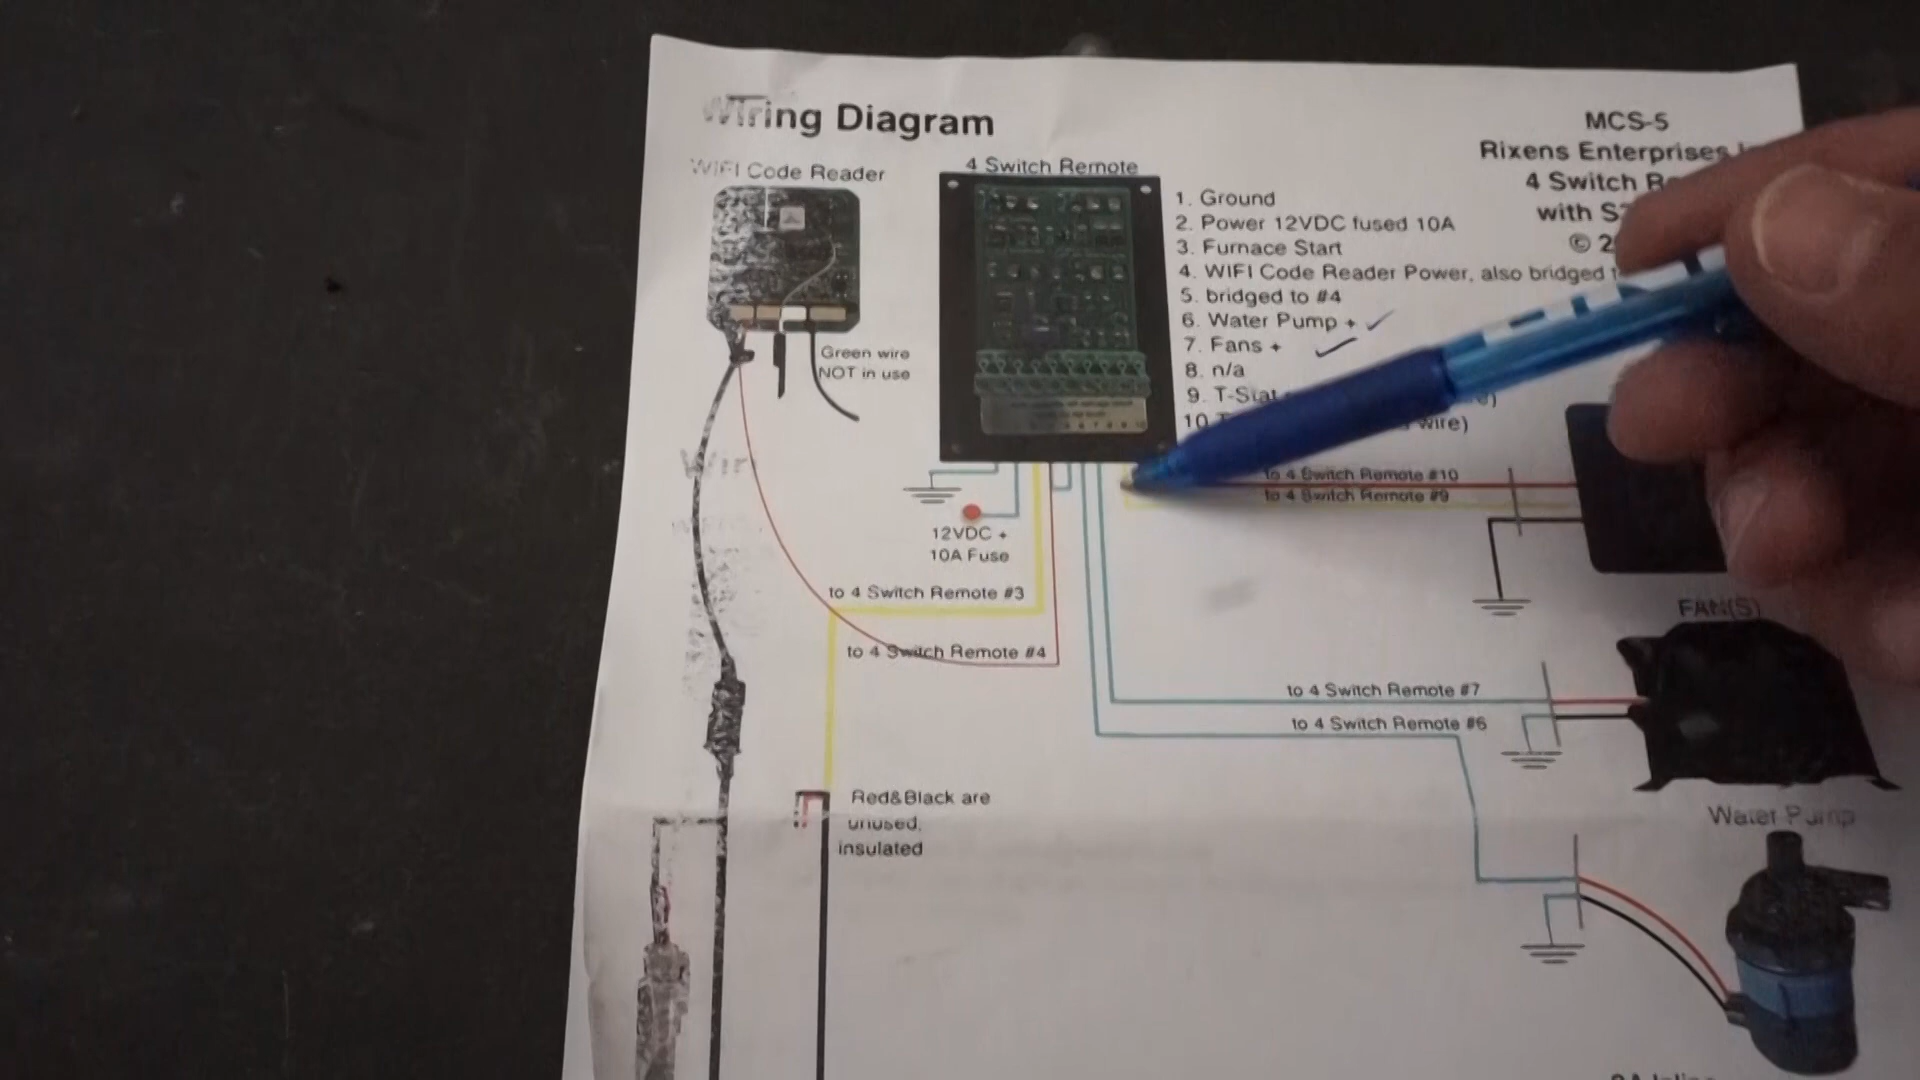 Wiring Diagram
MCS-5
Rixens Enterprises
4 Switch
with
© 2
WIFI Code Reader
4 Switch Remote
1. Ground
2. Power 12VDC fused 10A
3. Furnace Start
4. WIFI Code Reader Power, also bridged
5. bridged to #4
6. Water Pump +
7. Fans +
8. n/a
9. T-Stat
10.
wire)
Green wire
NOT in use
12VDC +
10A Fuse
to 4 Switch Remote #10
to 4 Switch Remote #9
to 4 Switch Remote #3
to 4 Switch Remote #4
FAN(S)
to 4 Switch Remote #7
to 4 Switch Remote #6
Red&Black are
unused,
insulated
Water Pump